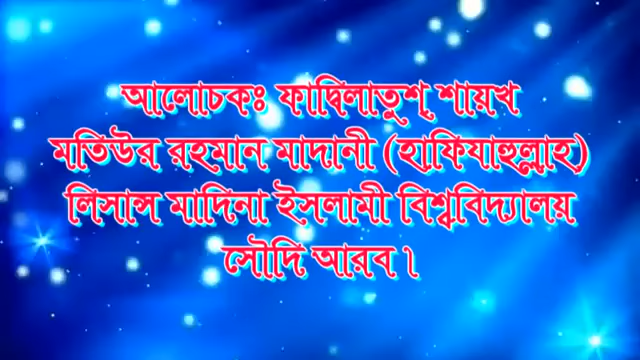 আলোচকঃ ফাদ্বিলাতুশ্ শায়খ
মতিউর রহমান মাদানী (হাফিযাহুল্লাহ)
লিসান্স মাদিনা ইসলামী বিশ্ববিদ্যালয়
সৌদি আরব ।